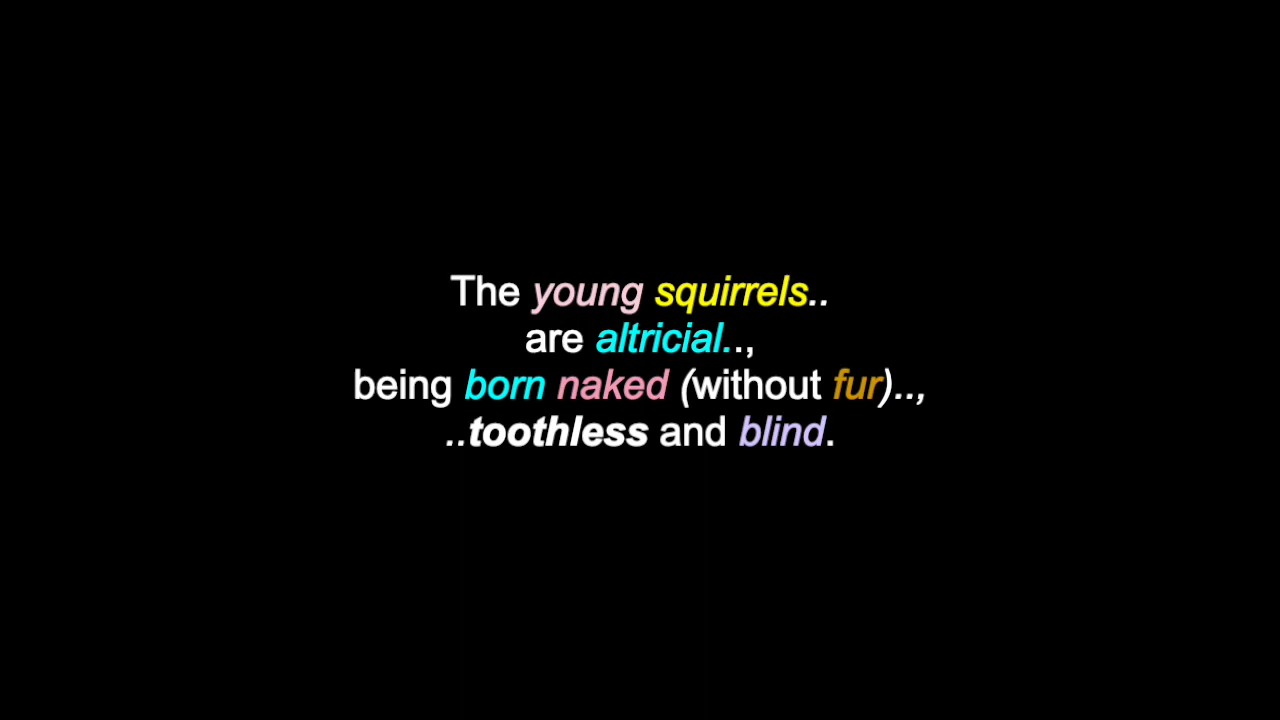 The young squirrels..
are altricial..,
being born naked (without fur)..,
..toothless and blind.